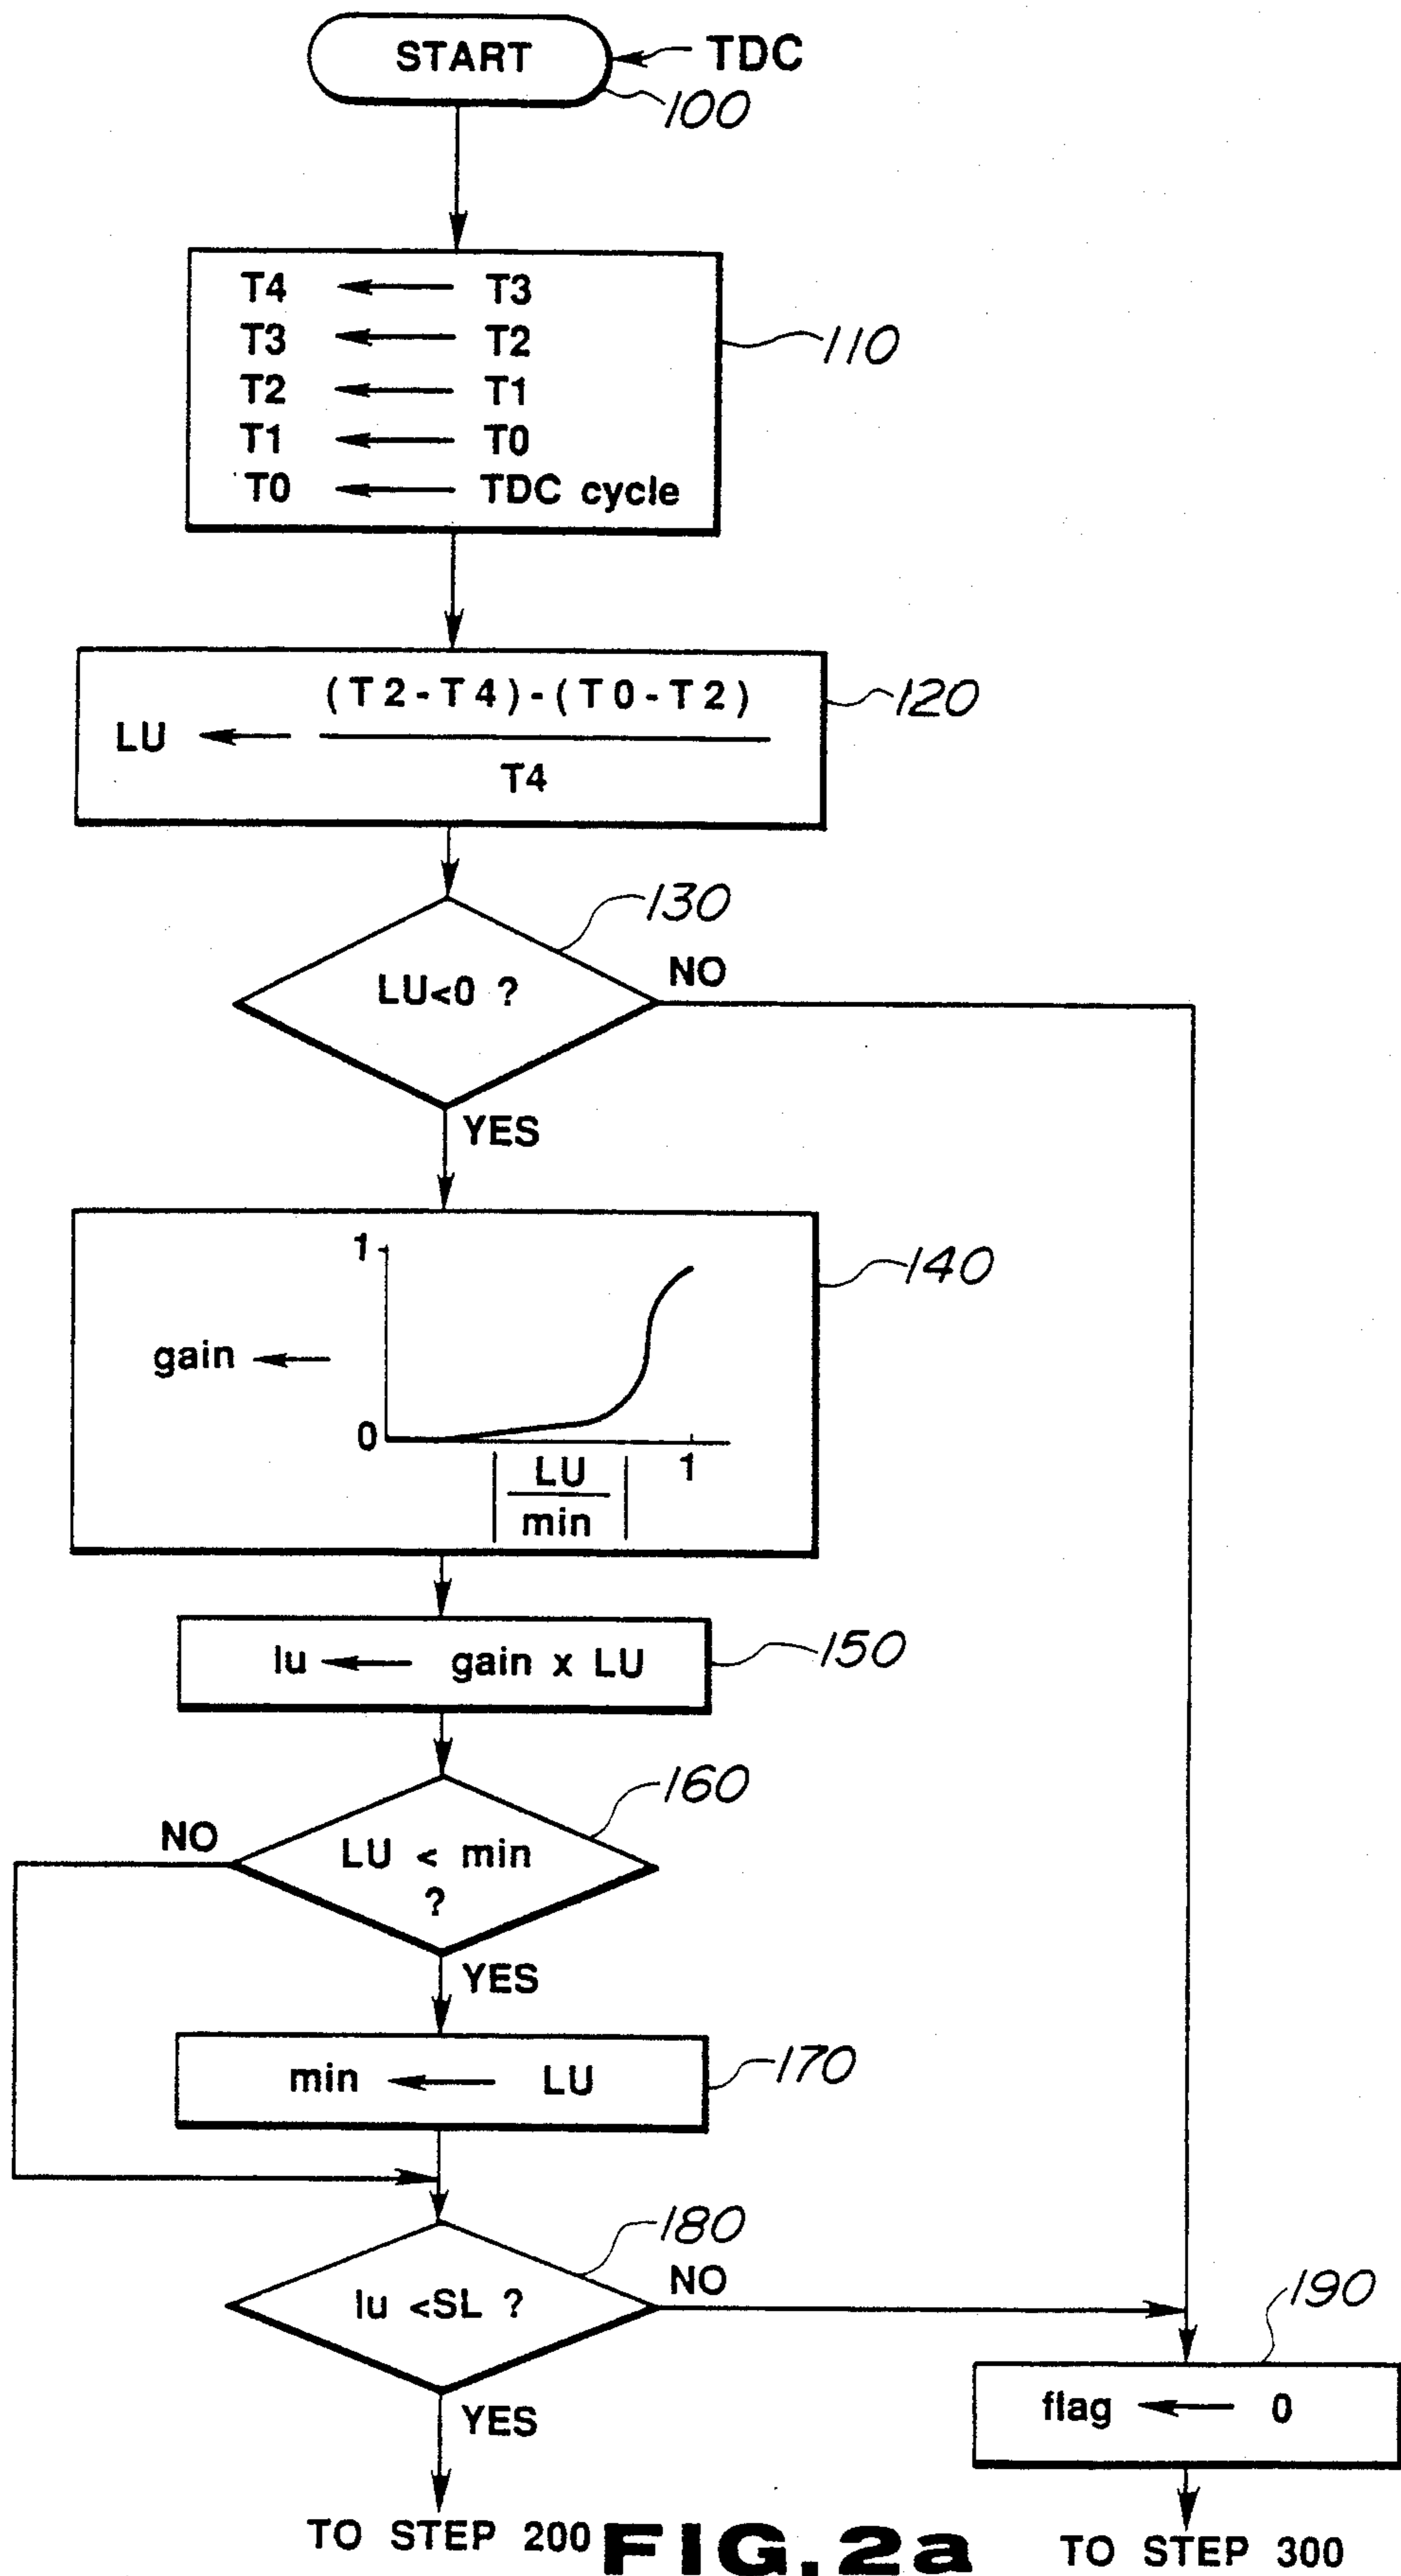 START
TDC
100
T4 ← T3
T3 ← T2
T2 ← T1
T1 ← T0
T0 ← TDC cycle
110
(T2-T4)-(T0-T2)
LU ←
T4
120
130
LU<0 ?
NO
YES
1
gain ←
0
1
LU
min
140
lu ← gain x LU
150
160
NO
LU < min
?
YES
min ← LU
170
180
lu <SL ?
NO
190
flag ← 0
YES
TO STEP 200
FIG.2a
TO STEP 300